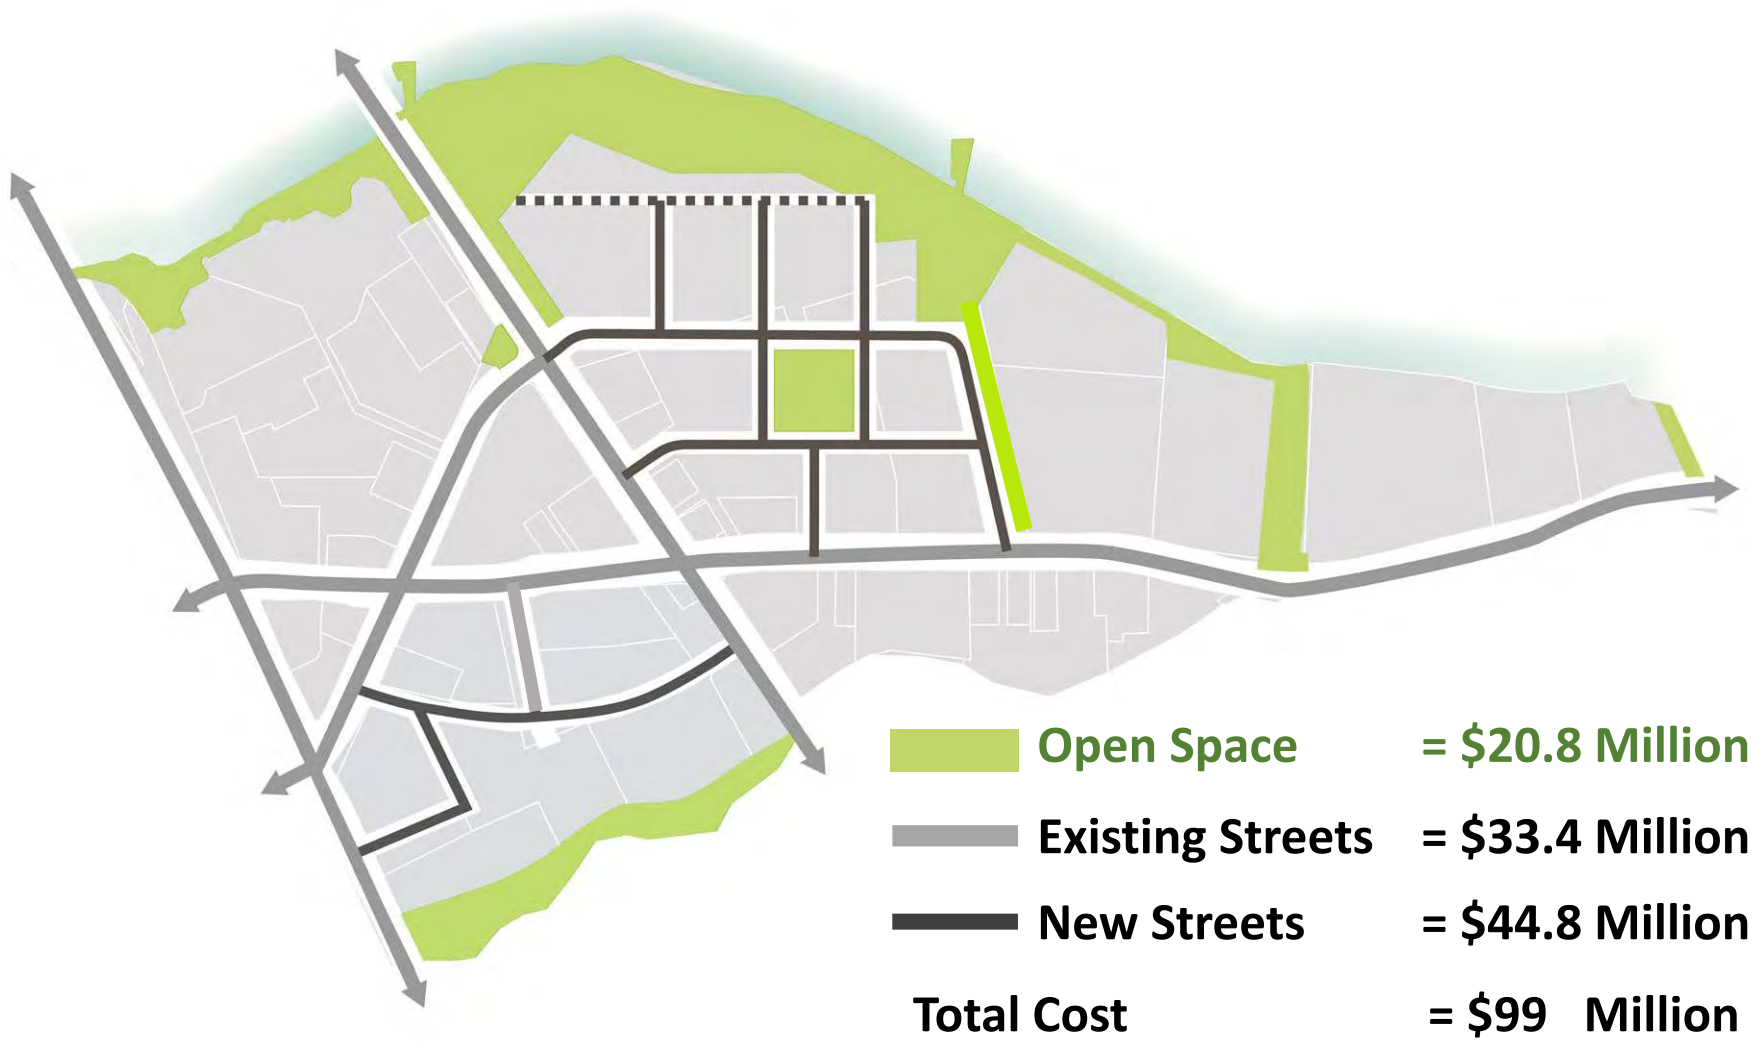 Open Space = $20.8 Million
Existing Streets = $33.4 Million
New Streets = $44.8 Million
Total Cost = $99 Million